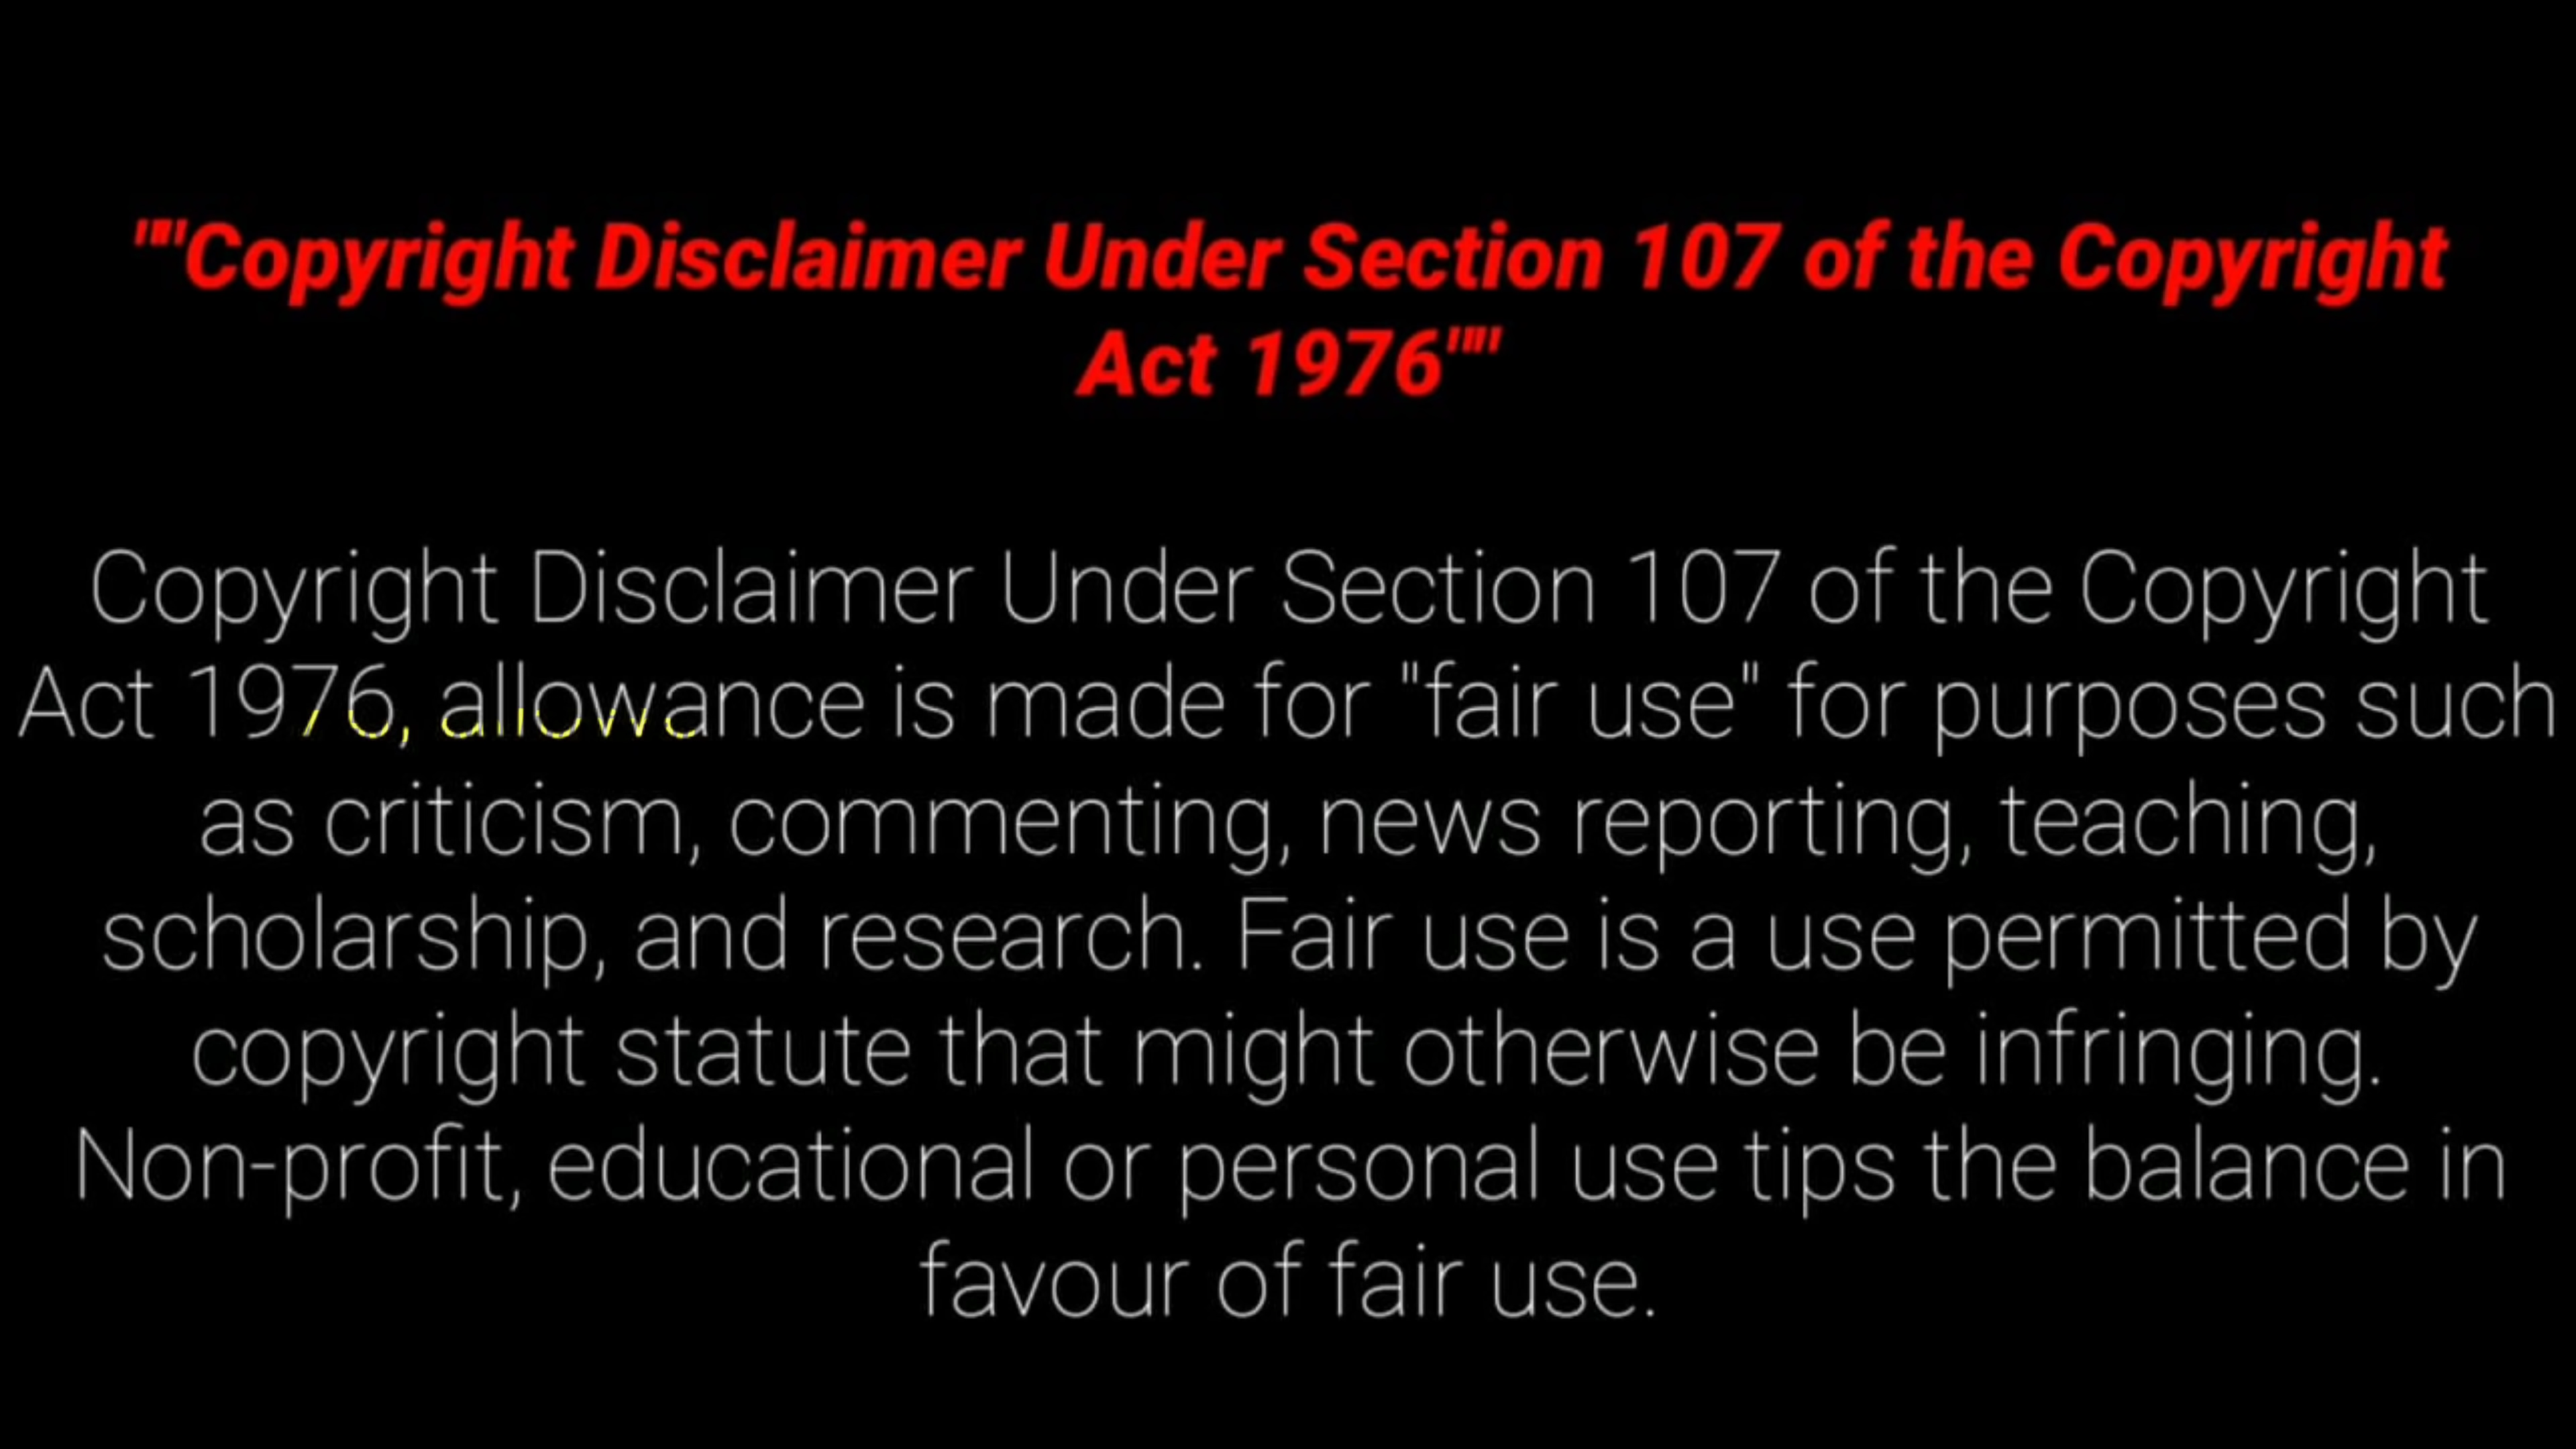 ""Copyright Disclaimer Under Section 107 of the Copyright
Act 1976""
Copyright Disclaimer Under Section 107 of the Copyright
Act 1976, allowance is made for "fair use" for purposes such
as criticism, commenting, news reporting, teaching,
scholarship, and research. Fair use is a use permitted by
copyright statute that might otherwise be infringing.
Non-profit, educational or personal use tips the balance in
favour of fair use.